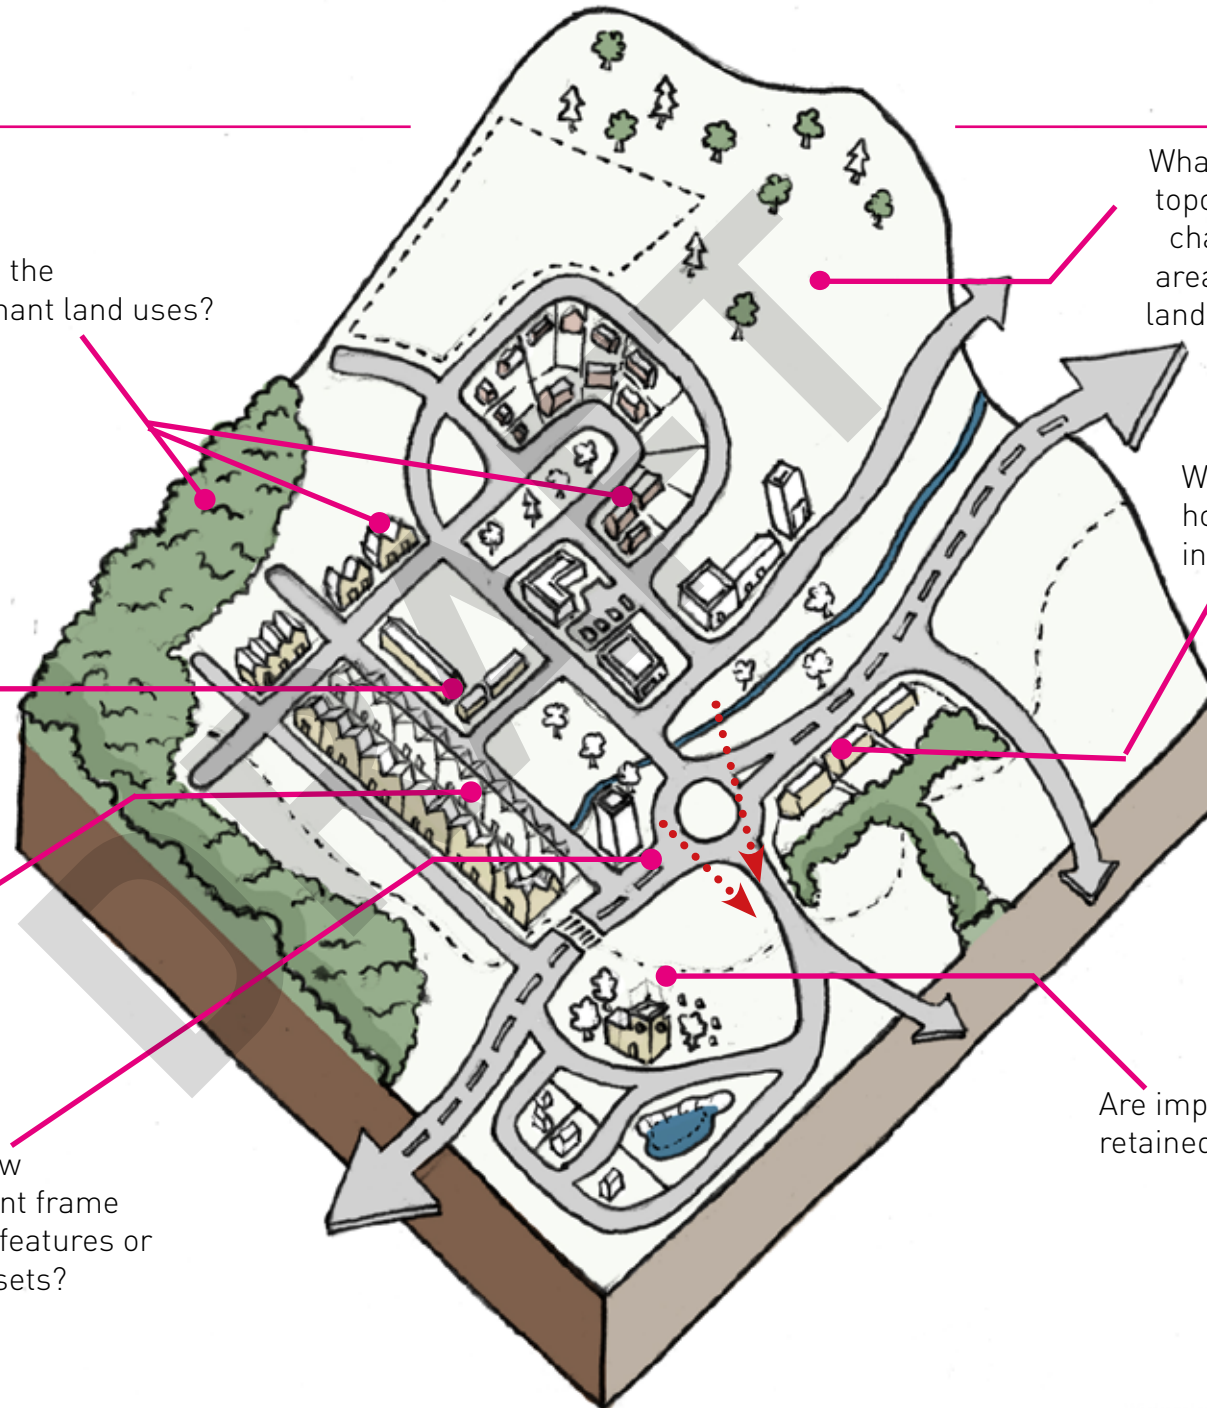 the
nant land uses?
Wha
topo
cha
area
land
W
ho
in
w
nt frame
features or
sets?
Are imp
retained
DRAFT